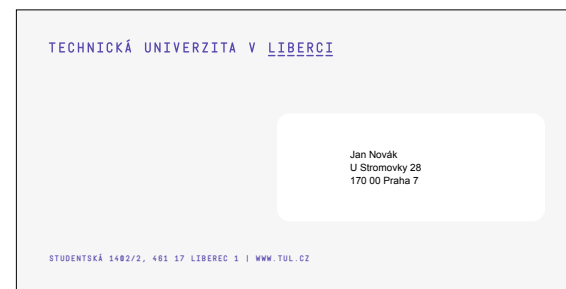 TECHNICKÁ UNIVERZITA V LIBERCI
Jan Novák
U Stromovky 28
170 00 Praha 7
STUDENTSKÁ 1402/2, 461 17 LIBEREC 1 | WWW.TUL.CZ